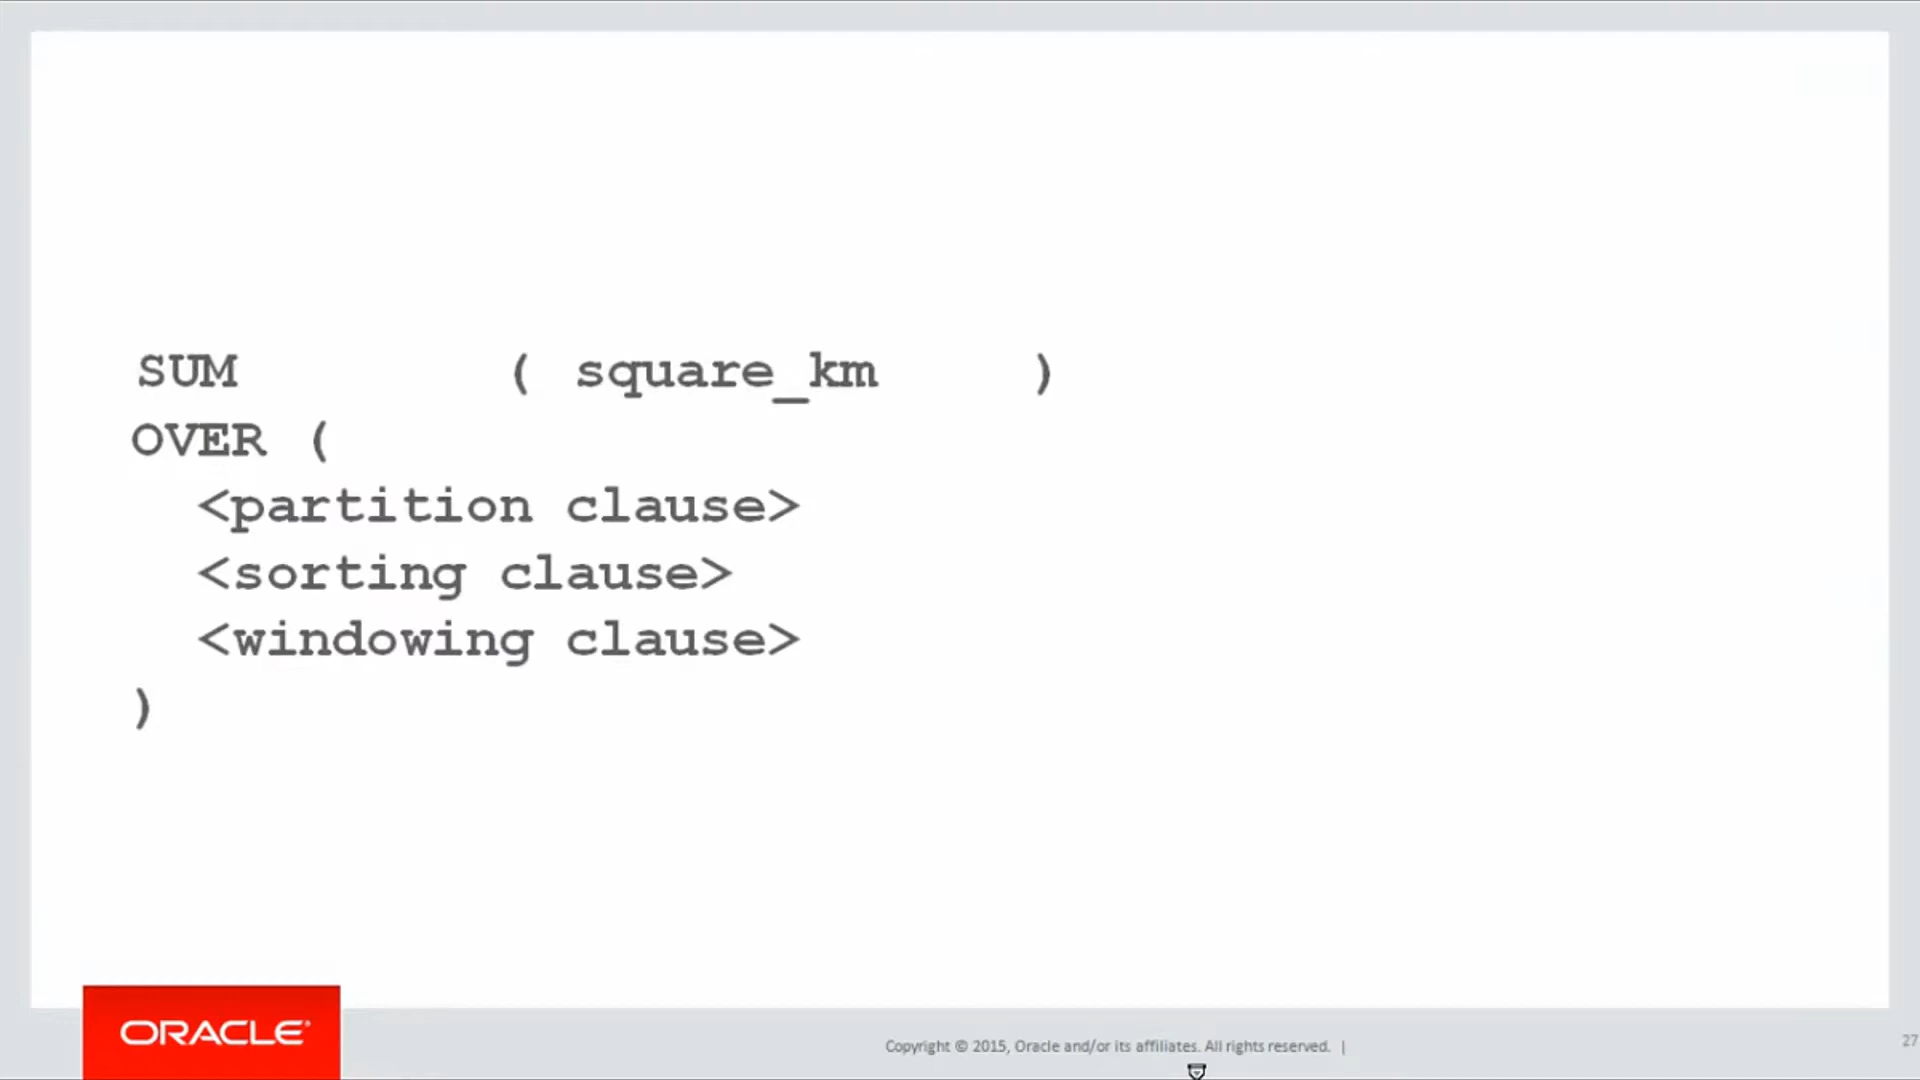 SUM ( square_km )
OVER (
<partition clause>
<sorting clause>
<windowing clause>
)
ORACLE®
Copyright © 2015, Oracle and/or its affiliates. All rights reserved. |
27